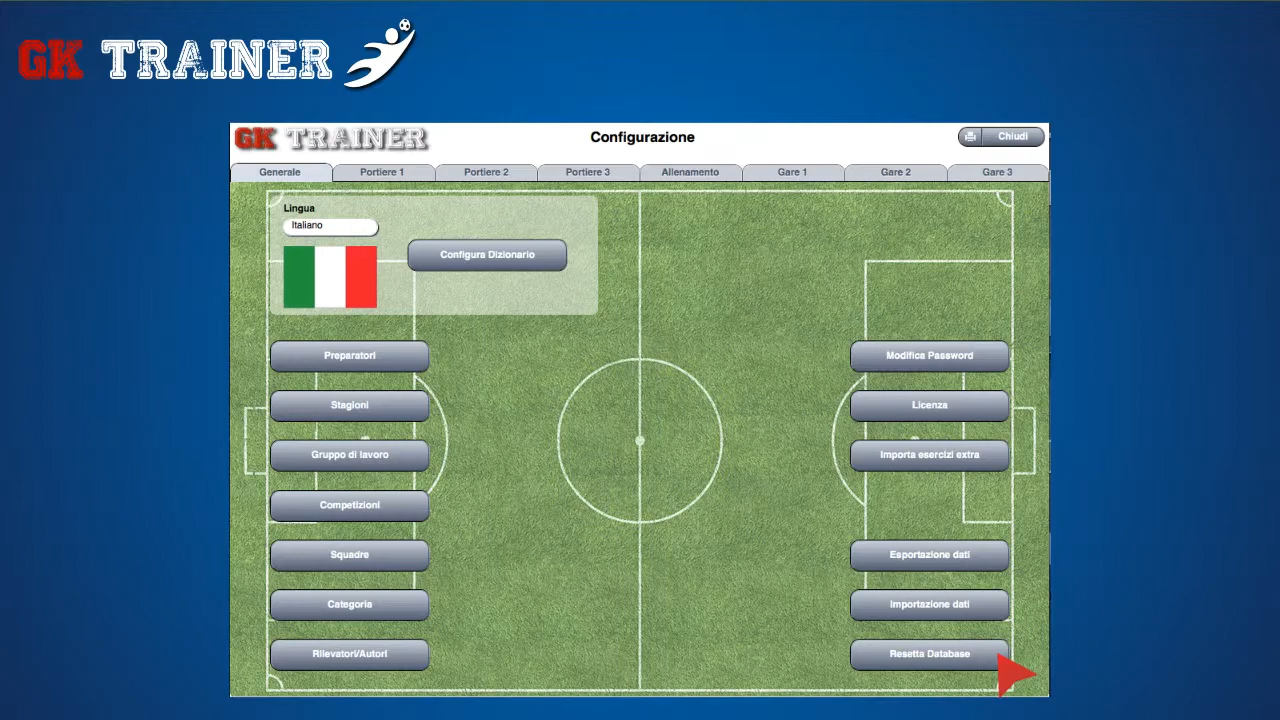 GK TRAINER
GK TRAINER
Configurazione
Chiudi
Generale
Portiere 1
Portiere 2
Portiere 3
Allenamento
Gare 1
Gare 2
Gare 3
Lingua
Italiano
Configura Dizionario
Preparatori
Stagioni
Gruppo di lavoro
Competizioni
Squadre
Categoria
Rilevatori/Autori
Modifica Password
Licenza
Importa esercizi extra
Esportazione dati
Importazione dati
Resetta Database